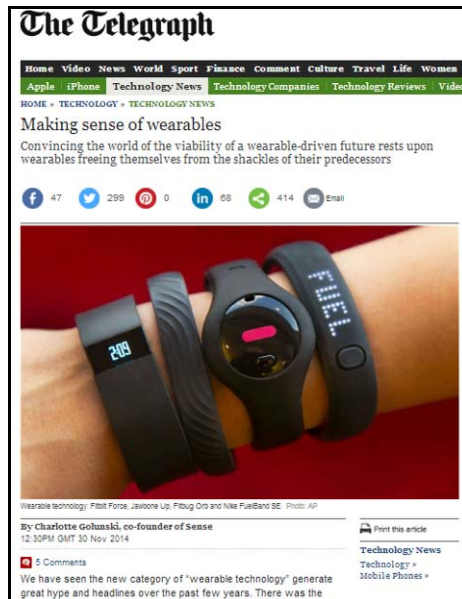 The Telegraph
Home Video News World Sport Finance Comment Culture Travel Life Women
Apple iPhone Technology News Technology Companies Technology Reviews
HOME » TECHNOLOGY » TECHNOLOGY NEWS
Making sense of wearables
Convincing the world of the viability of a wearable-driven future rests upon
wearables freeing themselves from the shackles of their predecessors
f 47 299 0 in 68 414 Email
2:09
FUEL
Wearable technology: Fitbit Force, Jawbone Up, Fitbug Orb and Nike FuelBand SE Photo: AP
By Charlotte Golunski, co-founder of Sense
12:30PM GMT 30 Nov 2014
Print this article
5 Comments
Technology News
Technology »
Mobile Phones »
We have seen the new category of "wearable technology" generate
great hype and headlines over the past few years. There was the